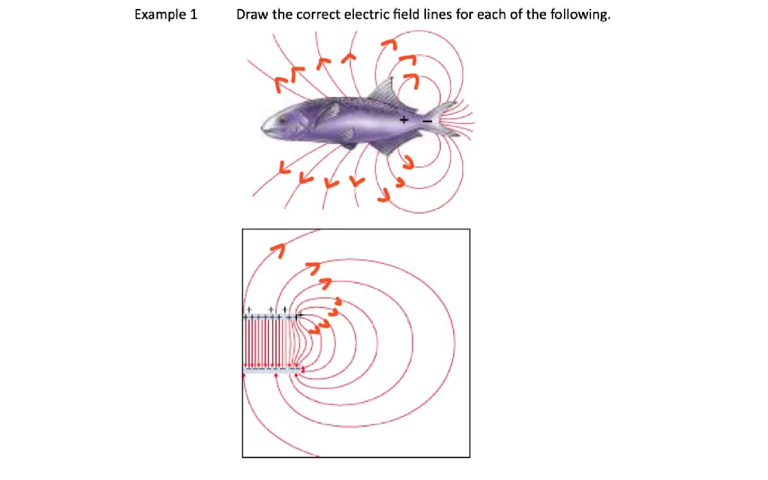 Example 1 Draw the correct electric field lines for each of the following.
+ −